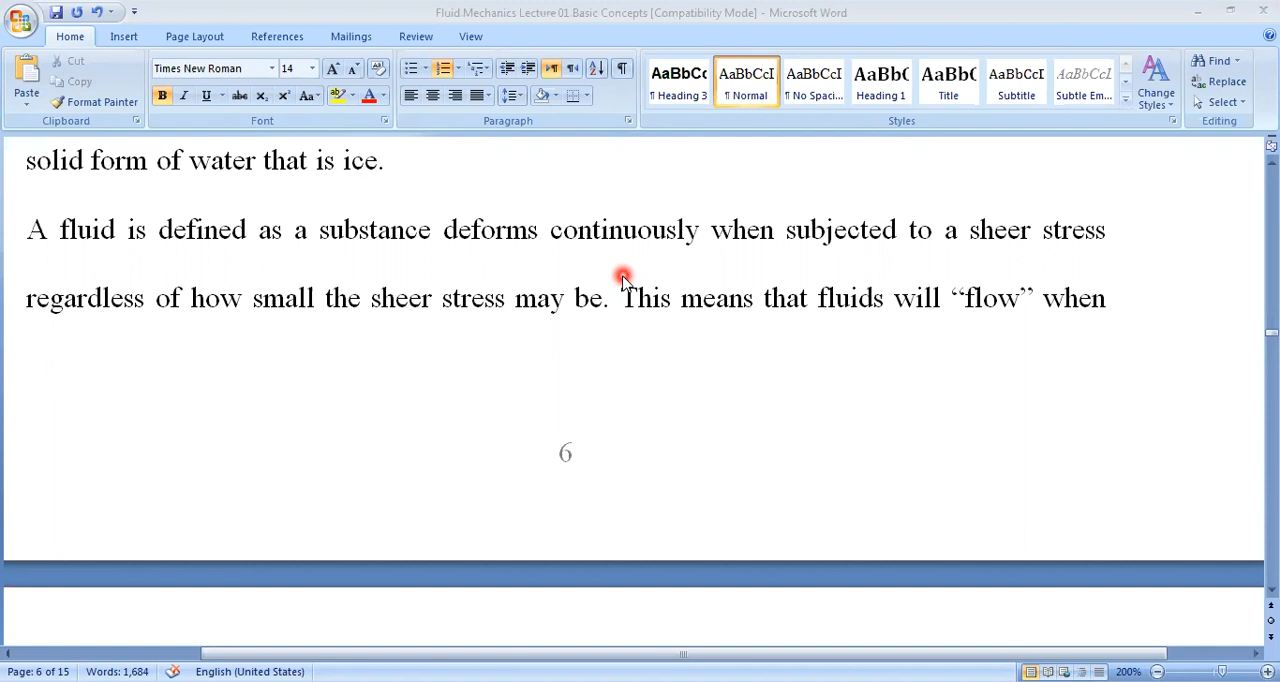 Fluid Mechanics Lecture 01 Basic Concepts [Compatibility Mode] - Microsoft Word
Home Insert Page Layout References Mailings Review View
Paste
Cut
Copy
Format Painter
Clipboard
Times New Roman 14
Font
Paragraph
AaBbCc AaBbCcI AaBbCcI AaBbC AaBbC AaBbCcI AaBbCcI
¶ Heading 3 ¶ Normal ¶ No Spaci... Heading 1 Title Subtitle Subtle Em...
Change
Styles
Styles
Find
Replace
Select
Editing
solid form of water that is ice.
A fluid is defined as a substance deforms continuously when subjected to a sheer stress
regardless of how small the sheer stress may be. This means that fluids will “flow” when
6
Page: 6 of 15 Words: 1,684 English (United States) 200%